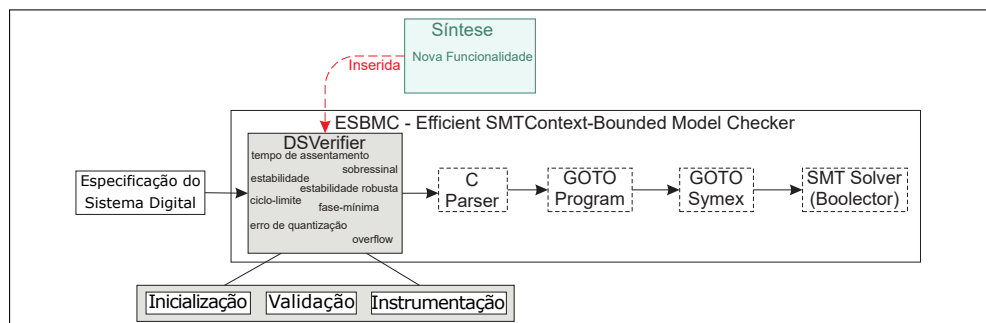 Síntese
Nova Funcionalidade
Inserida
ESBMC - Efficient SMTContext-Bounded Model Checker
DSVerifier
tempo de assentamento
sobressinal
estabilidade
estabilidade robusta
ciclo-limite
fase-mínima
erro de quantização
overflow
Especificação do
Sistema Digital
C
Parser
GOTO
Program
GOTO
Symex
SMT Solver
(Boolector)
Inicialização
Validação
Instrumentação